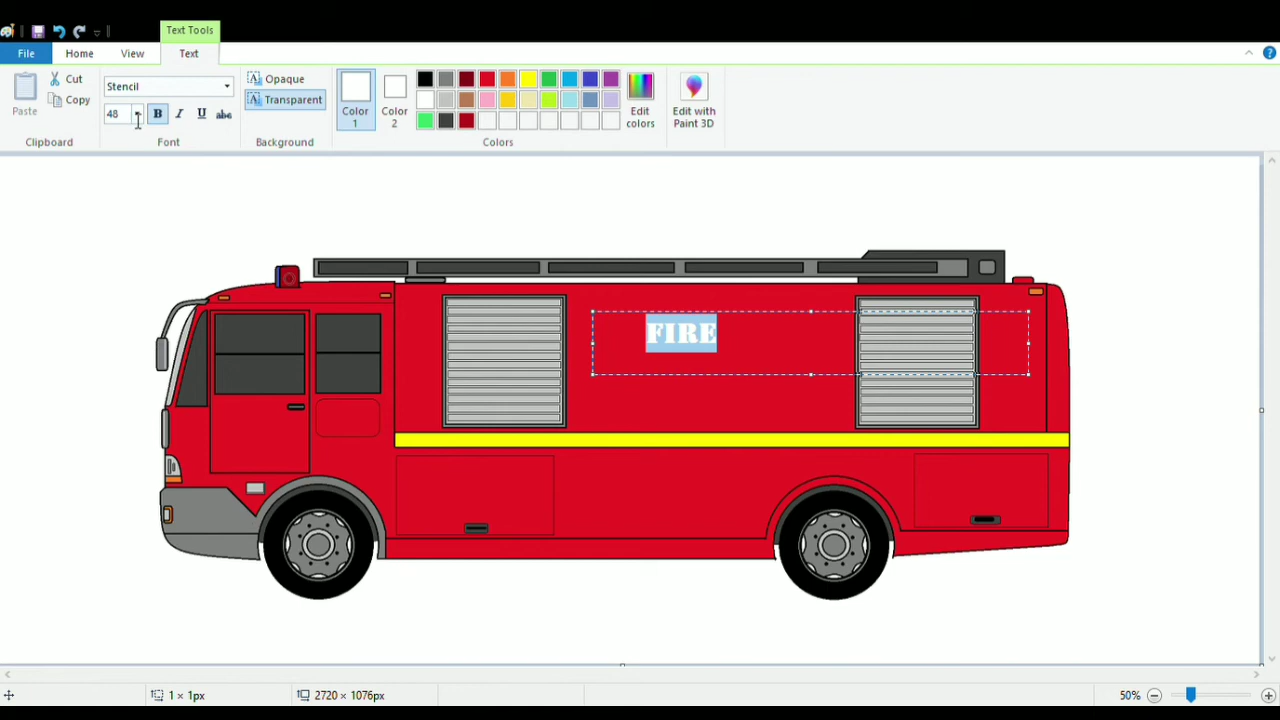 Text Tools
File Home View Text
Cut
Copy
Paste
Stencil
48 B I U abc
Opaque
Transparent
Color 1
Color 2
Edit colors
Edit with Paint 3D
Clipboard Font Background Colors
FIRE
1 × 1px 2720 × 1076px 50%